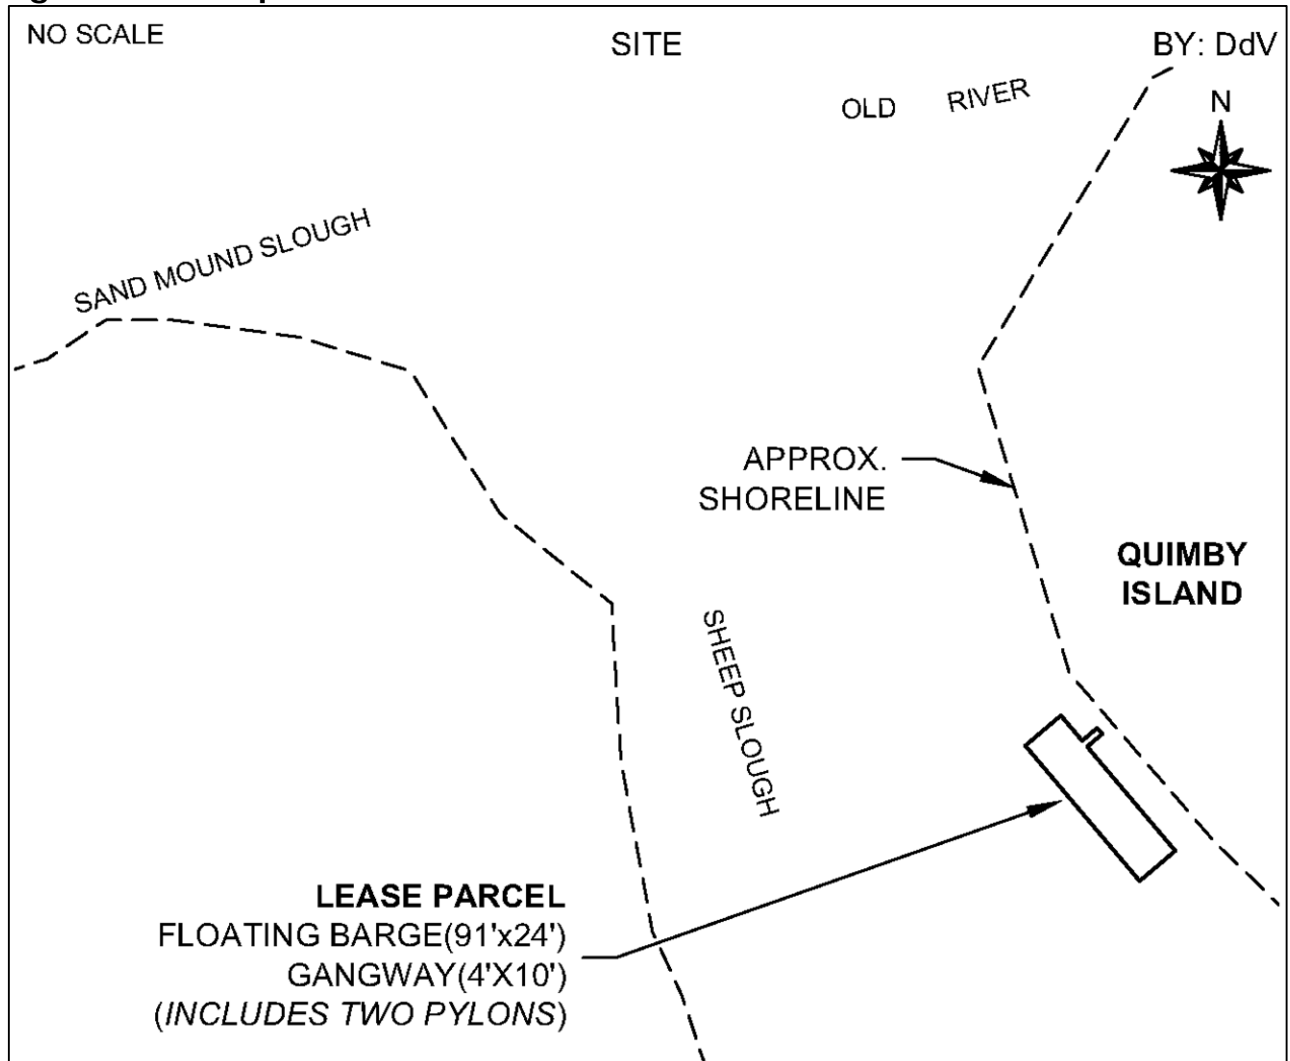 NO SCALE
SITE
BY: DdV
OLD RIVER
N
SAND MOUND SLOUGH
APPROX.
SHORELINE
QUIMBY
ISLAND
SHEEP SLOUGH
LEASE PARCEL
FLOATING BARGE(91'x24')
GANGWAY(4'X10')
(INCLUDES TWO PYLONS)